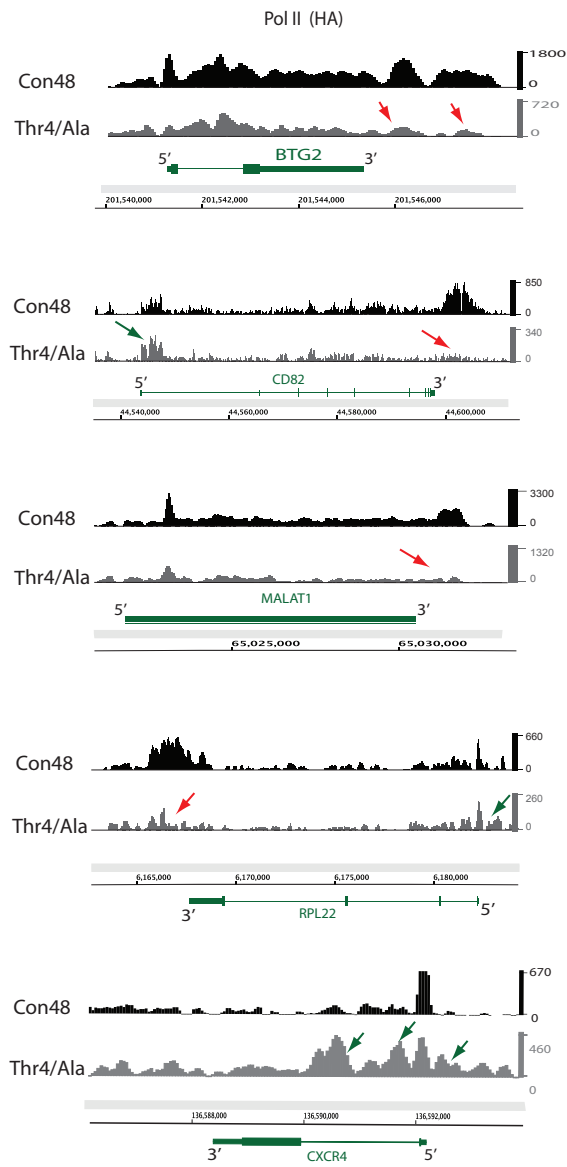 Pol II (HA)
Con48
1800
0
Thr4/Ala
720
0
5’ BTG2 3’
201,540,000 201,542,000 201,544,000 201,546,000
Con48
850
0
Thr4/Ala
340
0
5’ CD82 3’
44,540,000 44,560,000 44,580,000 44,600,000
Con48
3300
0
Thr4/Ala
1320
0
5’ MALAT1 3’
65,025,000 65,030,000
Con48
660
0
Thr4/Ala
260
0
6,165,000 6,170,000 6,175,000 6,180,000
3’ RPL22 5’
Con48
670
0
Thr4/Ala
460
0
136,588,000 136,590,000 136,592,000
3’ CXCR4 5’